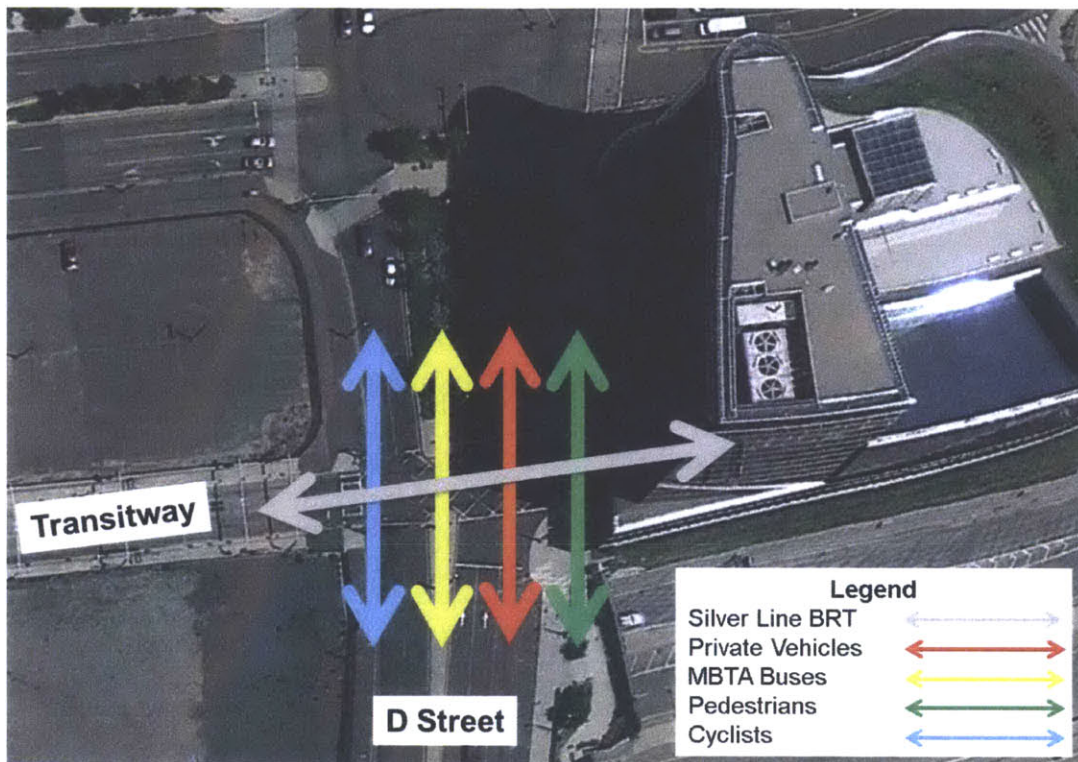 Transitway
D Street
Legend
Silver Line BRT
Private Vehicles
MBTA Buses
Pedestrians
Cyclists